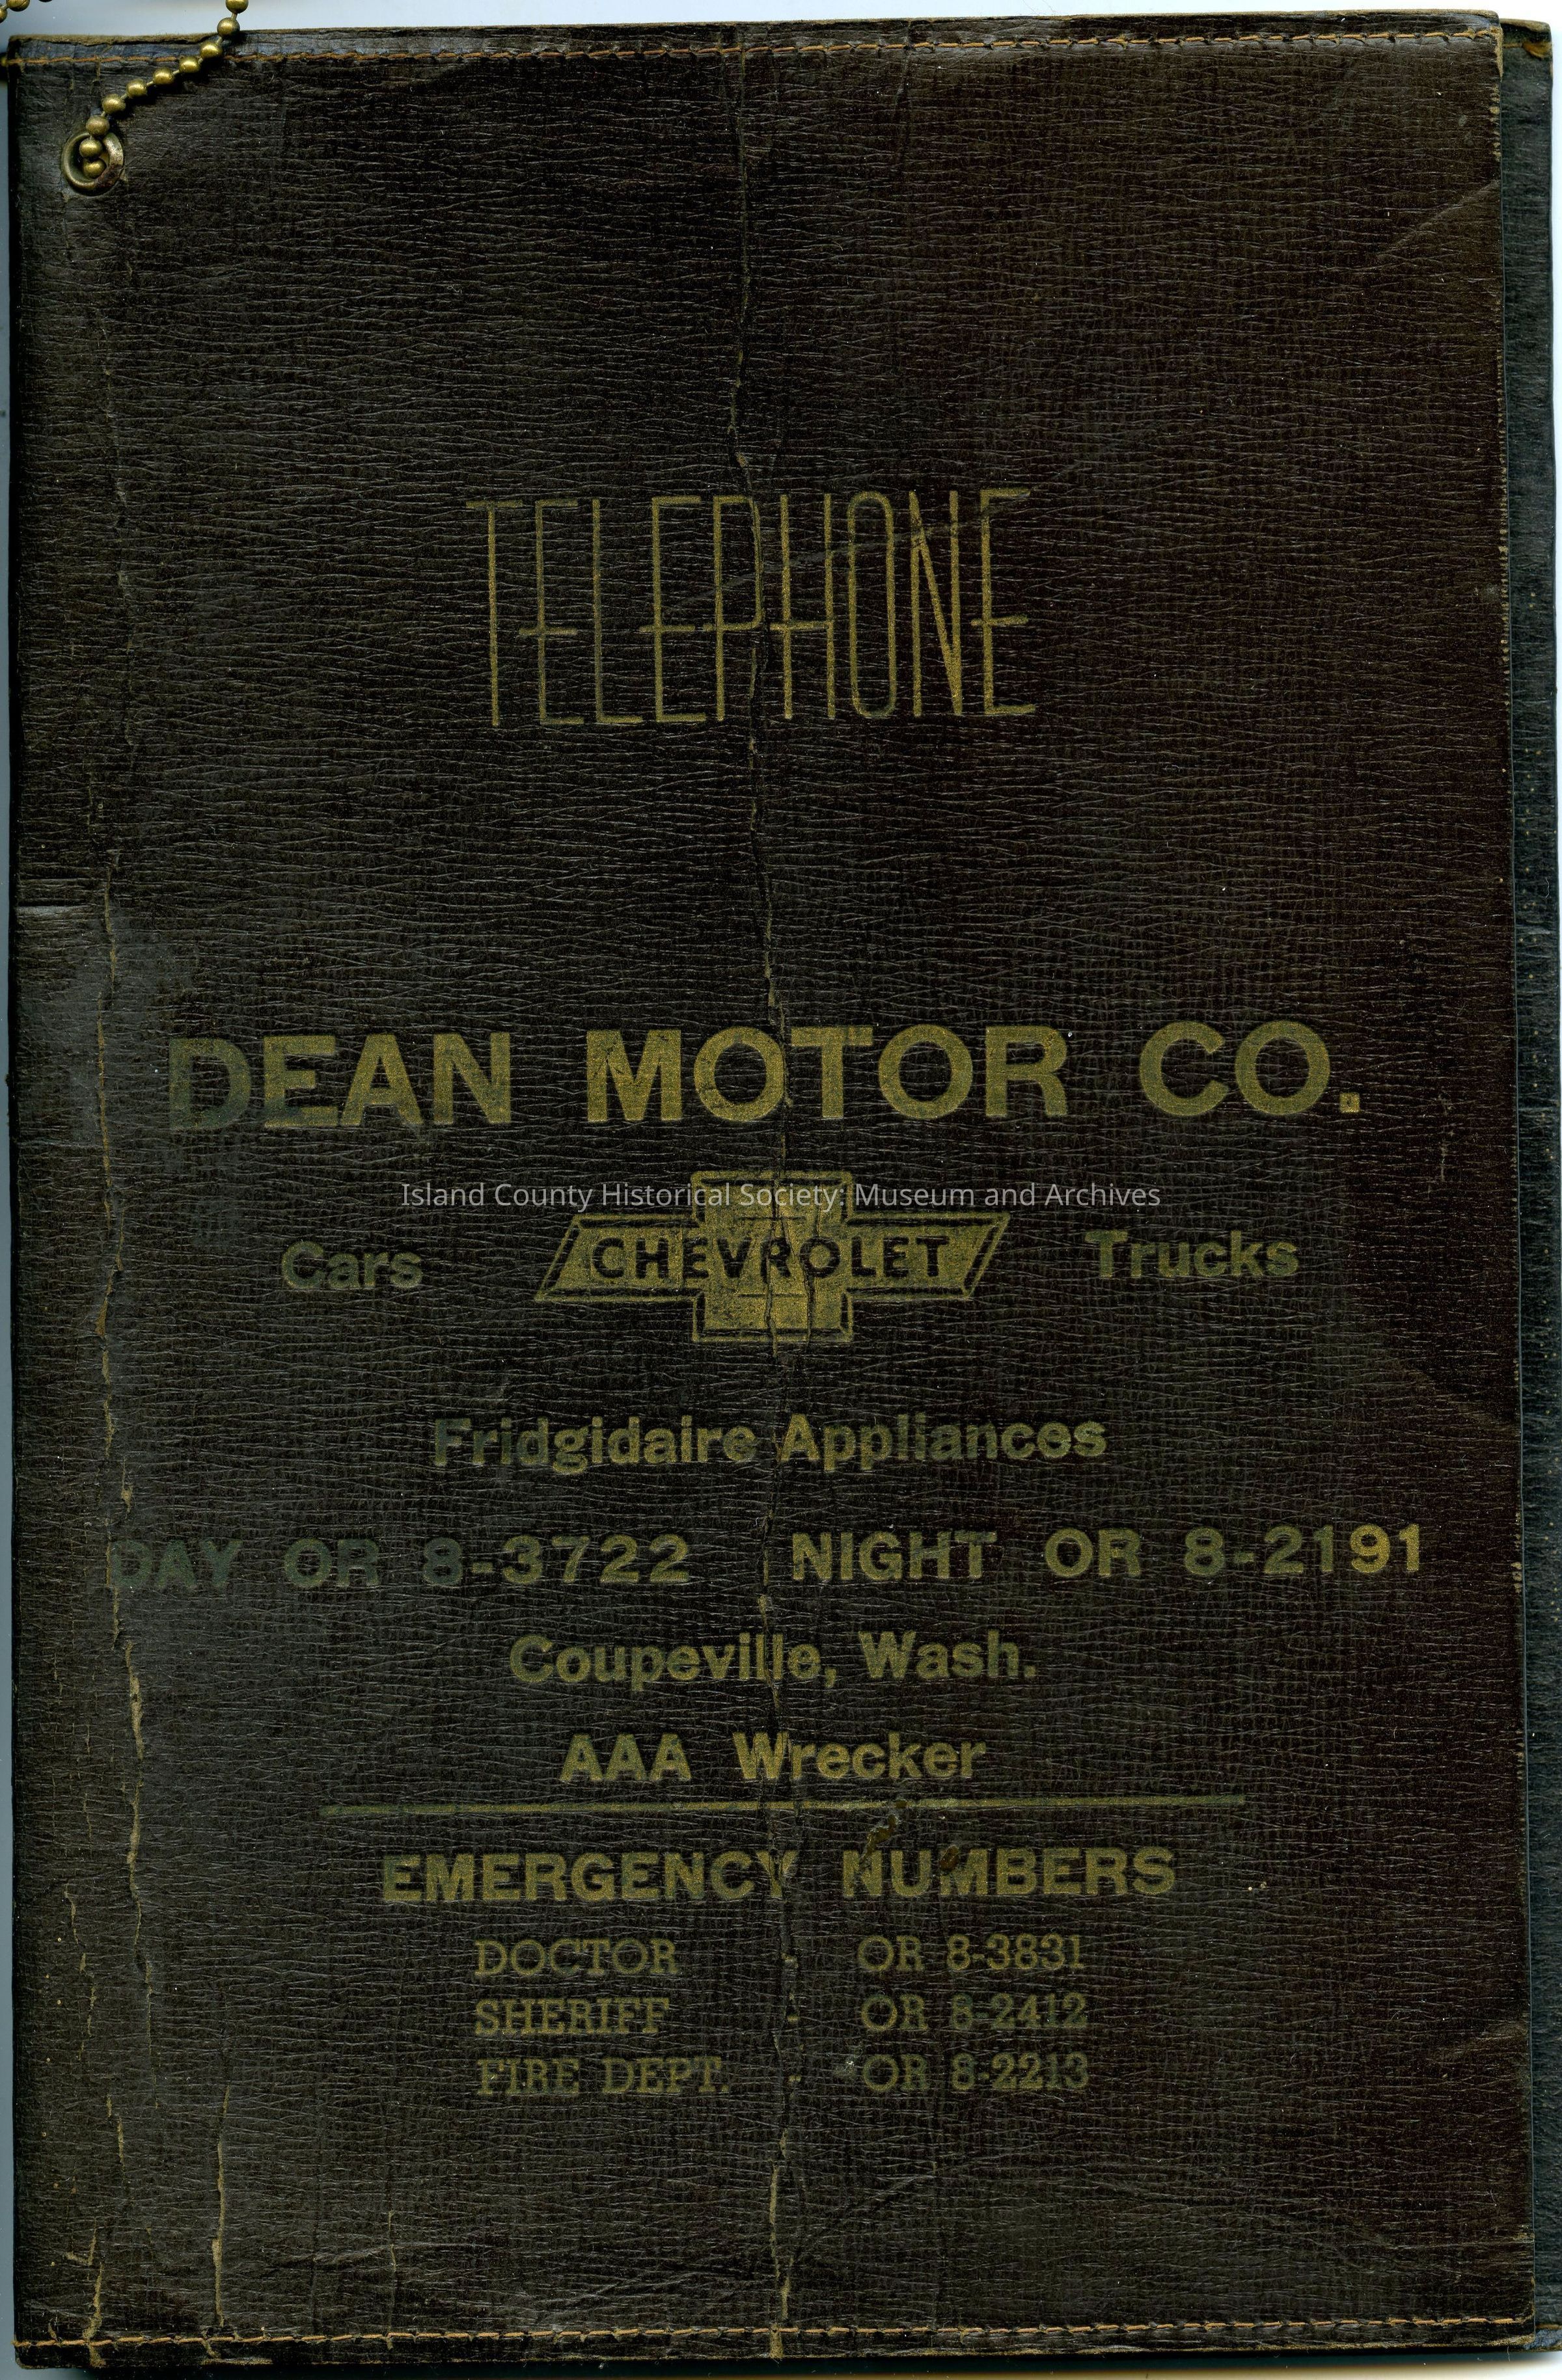 TELEPHONE
DEAN MOTOR CO.
Island County Historical Society: Museum and Archives
Cars CHEVROLET Trucks
Fridgidaire Appliances
DAY OR 8-3722 NIGHT OR 8-2191
Coupeville, Wash.
AAA Wrecker
EMERGENCY NUMBERS
DOCTOR - OR 8-3831
SHERIFF - OR 8-2412
FIRE DEPT. - OR 8-2213